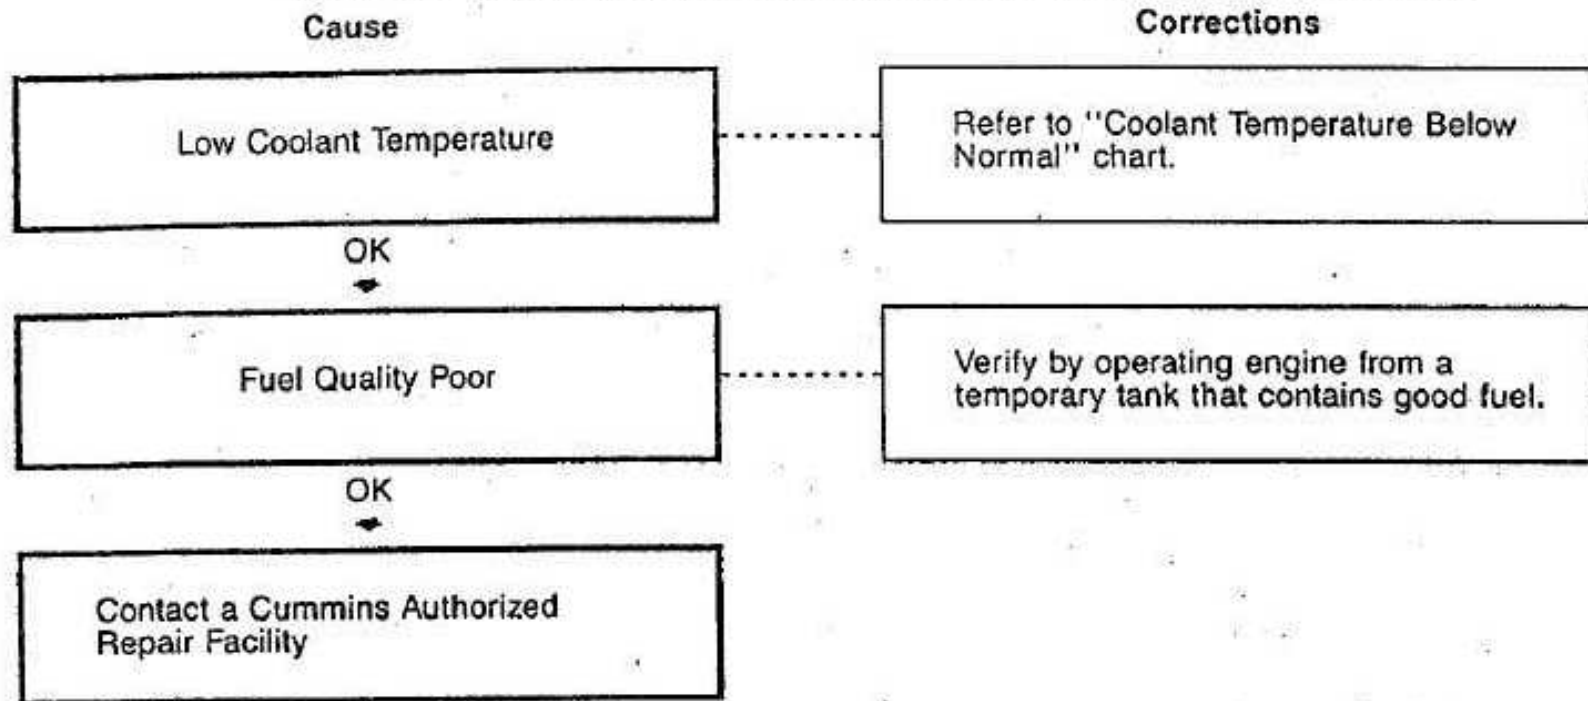 Cause
Corrections
Low Coolant Temperature
Refer to "Coolant Temperature Below
Normal" chart.
OK
Fuel Quality Poor
Verify by operating engine from a
temporary tank that contains good fuel.
OK
Contact a Cummins Authorized
Repair Facility